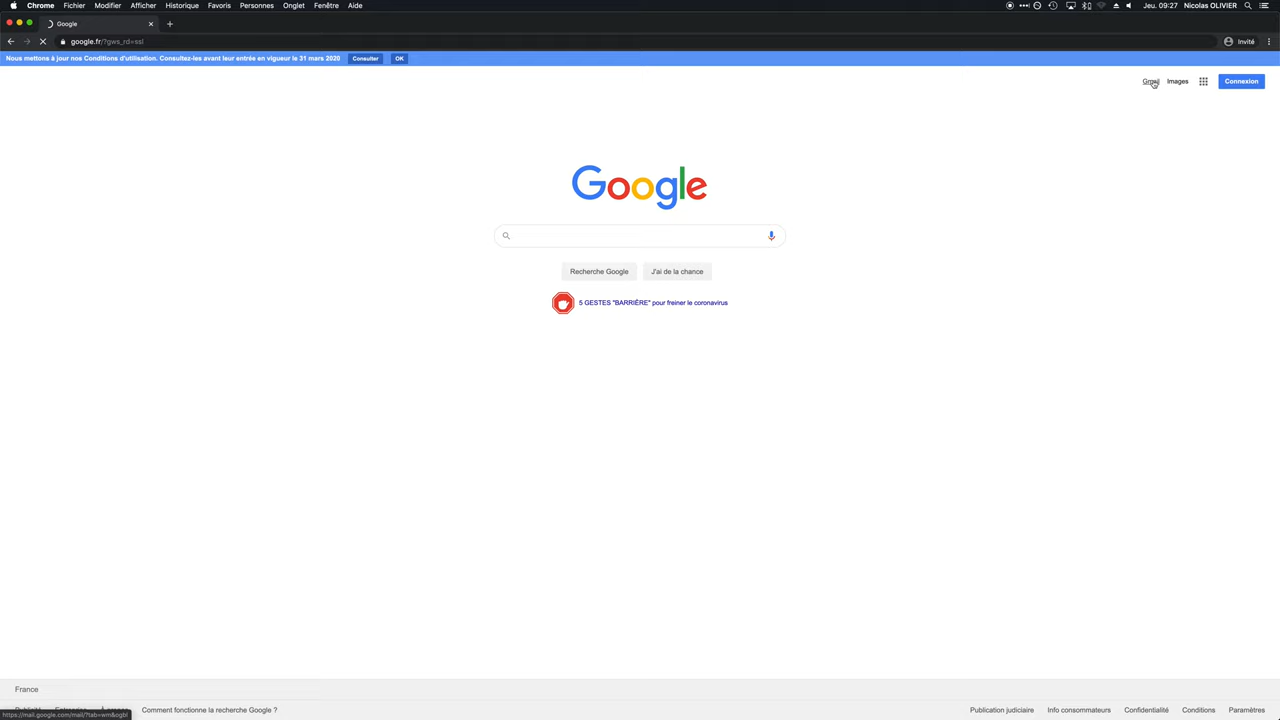 Chrome Fichier Modifier Afficher Historique Favoris Personnes Onglet Fenêtre Aide Jeu. 09:27 Nicolas OLIVIER
Google
google.fr/?gws_rd=ssl Invité
Nous mettons à jour nos Conditions d'utilisation. Consultez-les avant leur entrée en vigueur le 31 mars 2020 Consulter OK
Gmail Images Connexion
Google
Recherche Google J'ai de la chance
5 GESTES "BARRIÈRE" pour freiner le coronavirus
France
Comment fonctionne la recherche Google ? Publication judiciaire Info consommateurs Confidentialité Conditions Paramètres
https://mail.google.com/mail/?tab=wm&ogbl